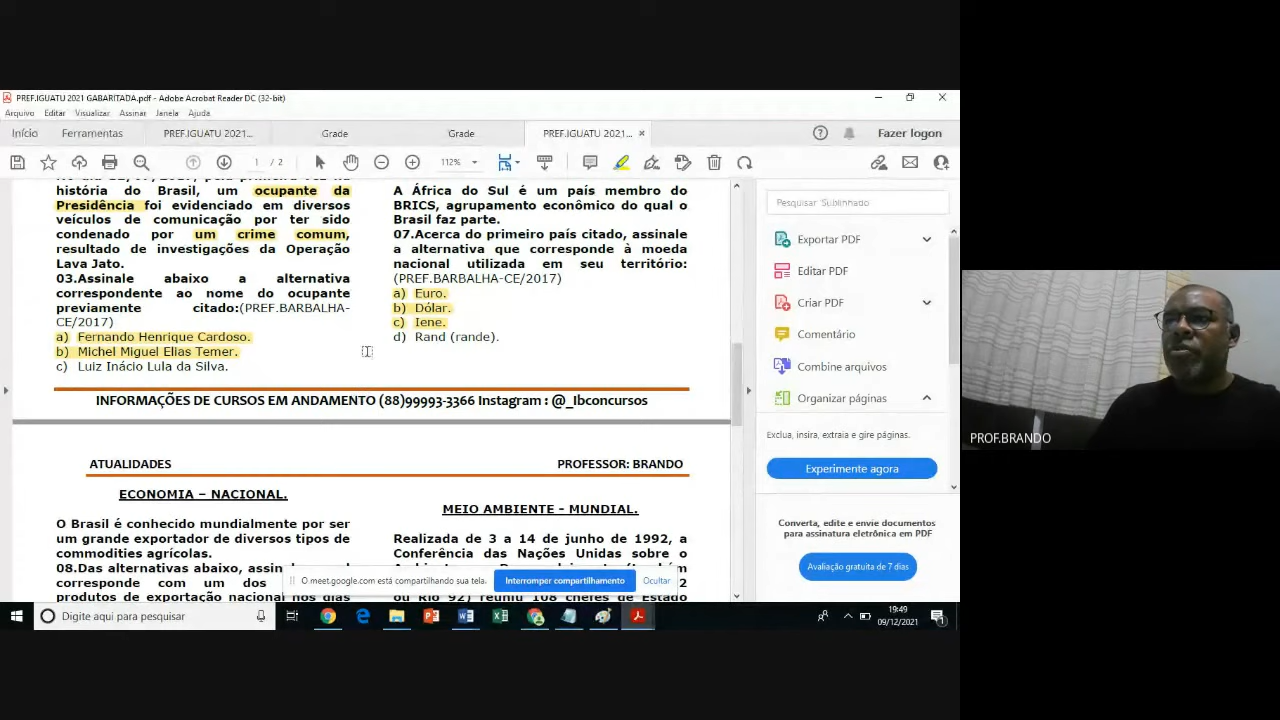 PREF.IGUATU 2021 GABARITADA.pdf - Adobe Acrobat Reader DC (32-bit)
Arquivo Editar Visualizar Assinar Janela Ajuda
Início Ferramentas PREF.IGUATU 2021... Grade Grade PREF.IGUATU 2021... Fazer logon
1 / 2 112%
história do Brasil, um ocupante da
Presidência foi evidenciado em diversos
veículos de comunicação por ter sido
condenado por um crime comum,
resultado de investigações da Operação
Lava Jato.
03.Assinale abaixo a alternativa
correspondente ao nome do ocupante
previamente citado:(PREF.BARBALHA-
CE/2017)
a) Fernando Henrique Cardoso.
b) Michel Miguel Elias Temer.
c) Luiz Inácio Lula da Silva.
A África do Sul é um país membro do
BRICS, agrupamento econômico do qual o
Brasil faz parte.
07.Acerca do primeiro país citado, assinale
a alternativa que corresponde à moeda
nacional utilizada em seu território:
(PREF.BARBALHA-CE/2017)
a) Euro.
b) Dólar.
c) Iene.
d) Rand (rande).
INFORMAÇÕES DE CURSOS EM ANDAMENTO (88)99993-3366 Instagram : @_Ibconcursos
ATUALIDADES PROFESSOR: BRANDO
ECONOMIA – NACIONAL.
O Brasil é conhecido mundialmente por ser
um grande exportador de diversos tipos de
commodities agrícolas.
08.Das alternativas abaixo, assin
corresponde com um dos
produtos de exportação nacional nos dias
MEIO AMBIENTE - MUNDIAL.
Realizada de 3 a 14 de junho de 1992, a
Conferência das Nações Unidas sobre o
2
ou Rio 92) reuniu 108 chefes de Estado
O meet.google.com está compartilhando sua tela. Interromper compartilhamento Ocultar
Pesquisar 'Sublinhado'
Exportar PDF
Editar PDF
Criar PDF
Comentário
Combine arquivos
Organizar páginas
Exclua, insira, extraia e gire páginas.
Experimente agora
Converta, edite e envie documentos
para assinatura eletrônica em PDF
Avaliação gratuita de 7 dias
Digite aqui para pesquisar
19:49
09/12/2021
1
PROF.BRANDO